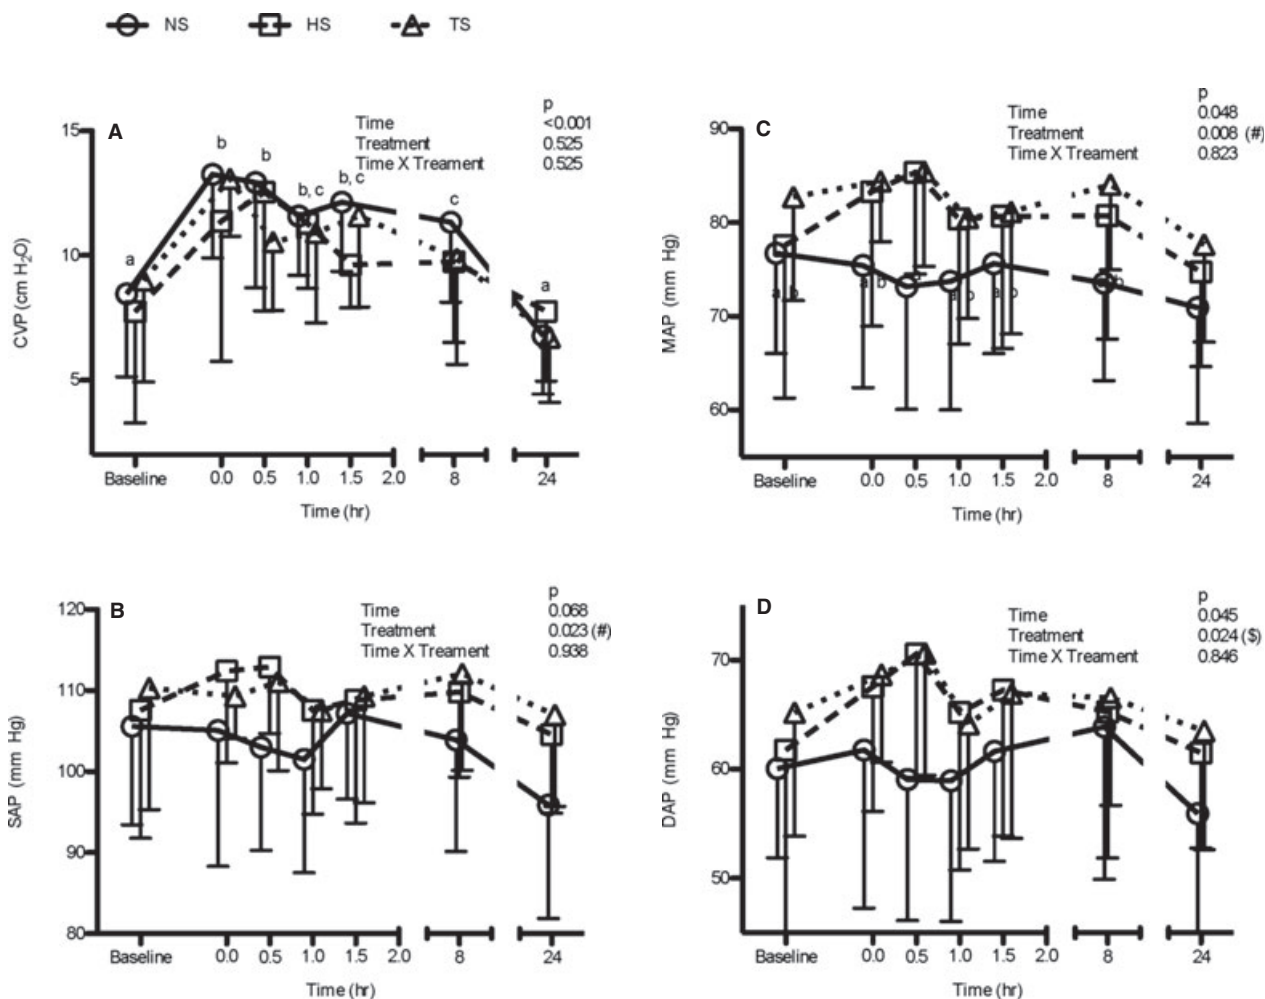 NS HS TS
A
p
Time <0.001
Treatment 0.525
Time X Treament 0.525
15
10
5
CVP (cm H2O)
a b b b, c b, c c a
Baseline 0.0 0.5 1.0 1.5 2.0 8 24
Time (hr)
C
p
Time 0.048
Treatment 0.008 (#)
Time X Treament 0.823
90
80
70
60
MAP (mm Hg)
a b a b a b a b b
Baseline 0.0 0.5 1.0 1.5 2.0 8 24
Time (hr)
B
p
Time 0.068
Treatment 0.023 (#)
Time X Treament 0.938
120
110
100
90
80
SAP (mm Hg)
Baseline 0.0 0.5 1.0 1.5 2.0 8 24
Time (hr)
D
p
Time 0.045
Treatment 0.024 ($)
Time X Treament 0.846
70
60
50
DAP (mm Hg)
Baseline 0.0 0.5 1.0 1.5 2.0 8 24
Time (hr)